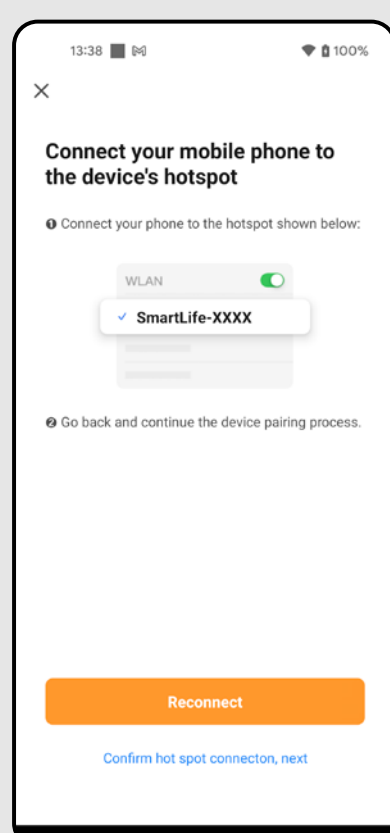 13:38 100%
Connect your mobile phone to
the device's hotspot
❶ Connect your phone to the hotspot shown below:
WLAN
SmartLife-XXXX
❷ Go back and continue the device pairing process.
Reconnect
Confirm hot spot connecton, next